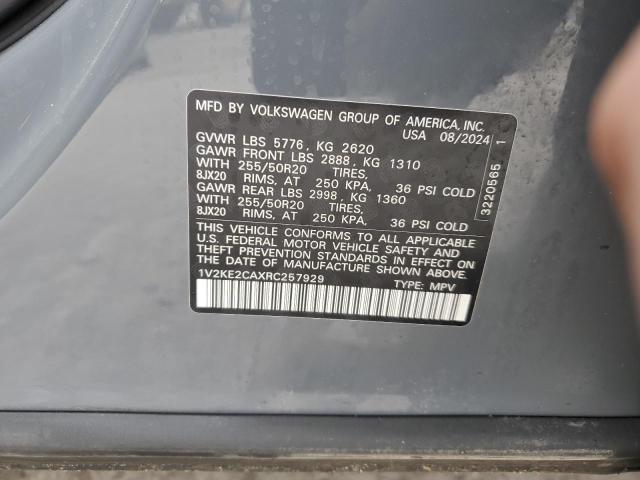 MFD BY VOLKSWAGEN GROUP OF AMERICA, INC.
USA 08/2024
GVWR LBS 5776, KG 2620
GAWR FRONT LBS 2888, KG 1310
WITH 255/50R20 TIRES,
8JX20 RIMS, AT 250 KPA, 36 PSI COLD
GAWR REAR LBS 2998, KG 1360
WITH 255/50R20 TIRES,
8JX20 RIMS, AT 250 KPA, 36 PSI COLD
THIS VEHICLE CONFORMS TO ALL APPLICABLE
U.S. FEDERAL MOTOR VEHICLE SAFETY AND
THEFT PREVENTION STANDARDS IN EFFECT ON
THE DATE OF MANUFACTURE SHOWN ABOVE.
1V2KE2CAXRC257929
TYPE: MPV
3220565 1